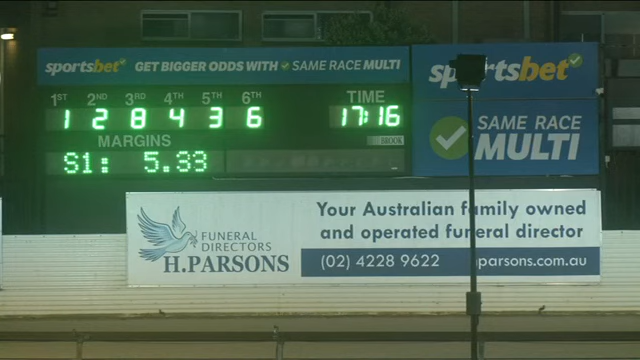 sportsbet GET BIGGER ODDS WITH SAME RACE MULTI
sportsbet
1ST 2ND 3RD 4TH 5TH 6TH TIME
1 2 8 4 3 6 17:16
MARGINS
BROOK
S1: 5.33
SAME RACE
MULTI
FUNERAL
DIRECTORS
H.PARSONS
Your Australian family owned
and operated funeral director
(02) 4228 9622
hparsons.com.au